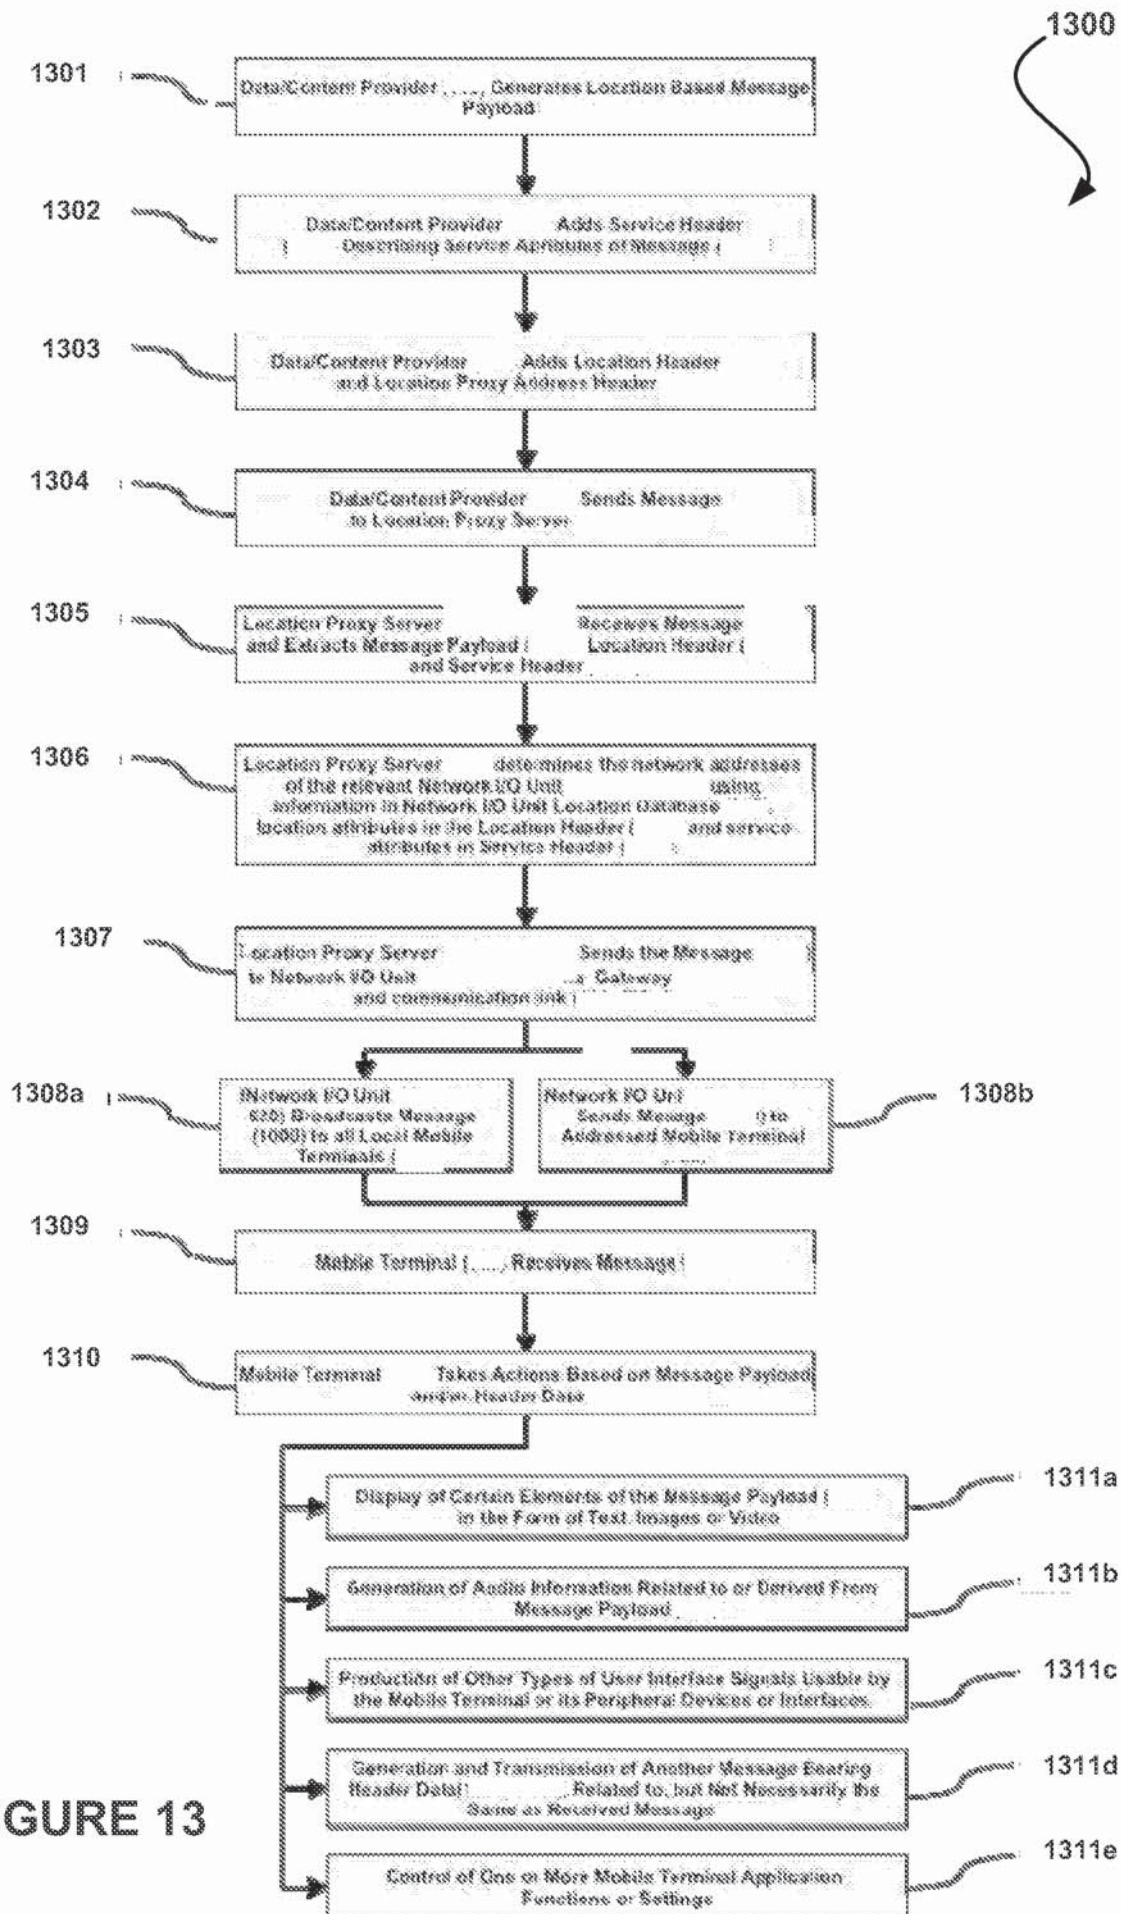 1300
1301
Data/Content Provider Generates Location Based Message
Payload
1302
Data/Content Provider Adds Service Header
Describing Service Attributes of Message (
1303
Data/Content Provider Adds Location Header
and Location Proxy Address Header
1304
Data/Content Provider Sends Message
to Location Proxy Server
1305
Location Proxy Server Receives Message
and Extracts Message Payload ( Location Header (
and Service Header
1306
Location Proxy Server determines the network addresses
of the relevant Network I/O Unit using
information in Network I/O Unit Location Database
location attributes in the Location Header ( and service
attributes in Service Header (
1307
Location Proxy Server Sends the Message
to Network I/O Unit Gateway
and communication link (
1308a
Network I/O Unit
620) Broadcasts Message
(1000) to all Local Mobile
Terminals (
1308b
Network I/O Unit
Sends Message ) to
Addressed Mobile Terminal
1309
Mobile Terminal ( Receives Message (
1310
Mobile Terminal Takes Actions Based on Message Payload
and/or Header Data
1311a
Display of Certain Elements of the Message Payload (
in the Form of Text, Images or Video
1311b
Generation of Audio Information Related to or Derived From
Message Payload
1311c
Production of Other Types of User Interface Signals Usable by
the Mobile Terminal or its Peripheral Devices or Interfaces.
1311d
Generation and Transmission of Another Message Bearing
Header Data( Related to, but Not Necessarily the
Same as Received Message
1311e
Control of One or More Mobile Terminal Application
Functions or Settings
GURE 13